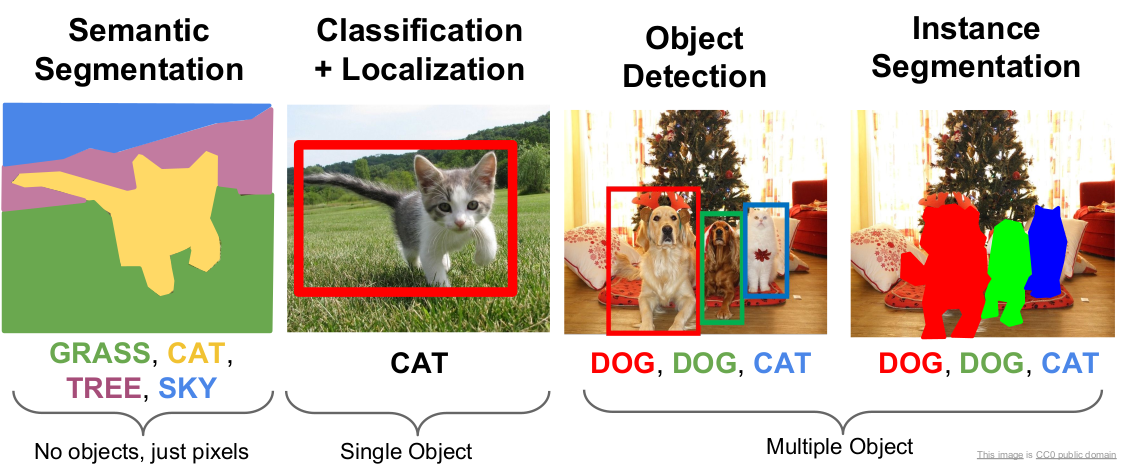 Semantic
Segmentation
Classification
+ Localization
Object
Detection
Instance
Segmentation
GRASS, CAT,
TREE, SKY
CAT
DOG, DOG, CAT
DOG, DOG, CAT
No objects, just pixels
Single Object
Multiple Object
This image is CC0 public domain